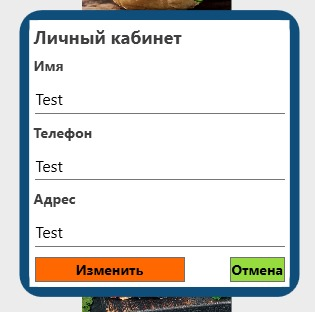 Личный кабинет
Имя
Test
Телефон
Test
Адрес
Test
Изменить
Отмена